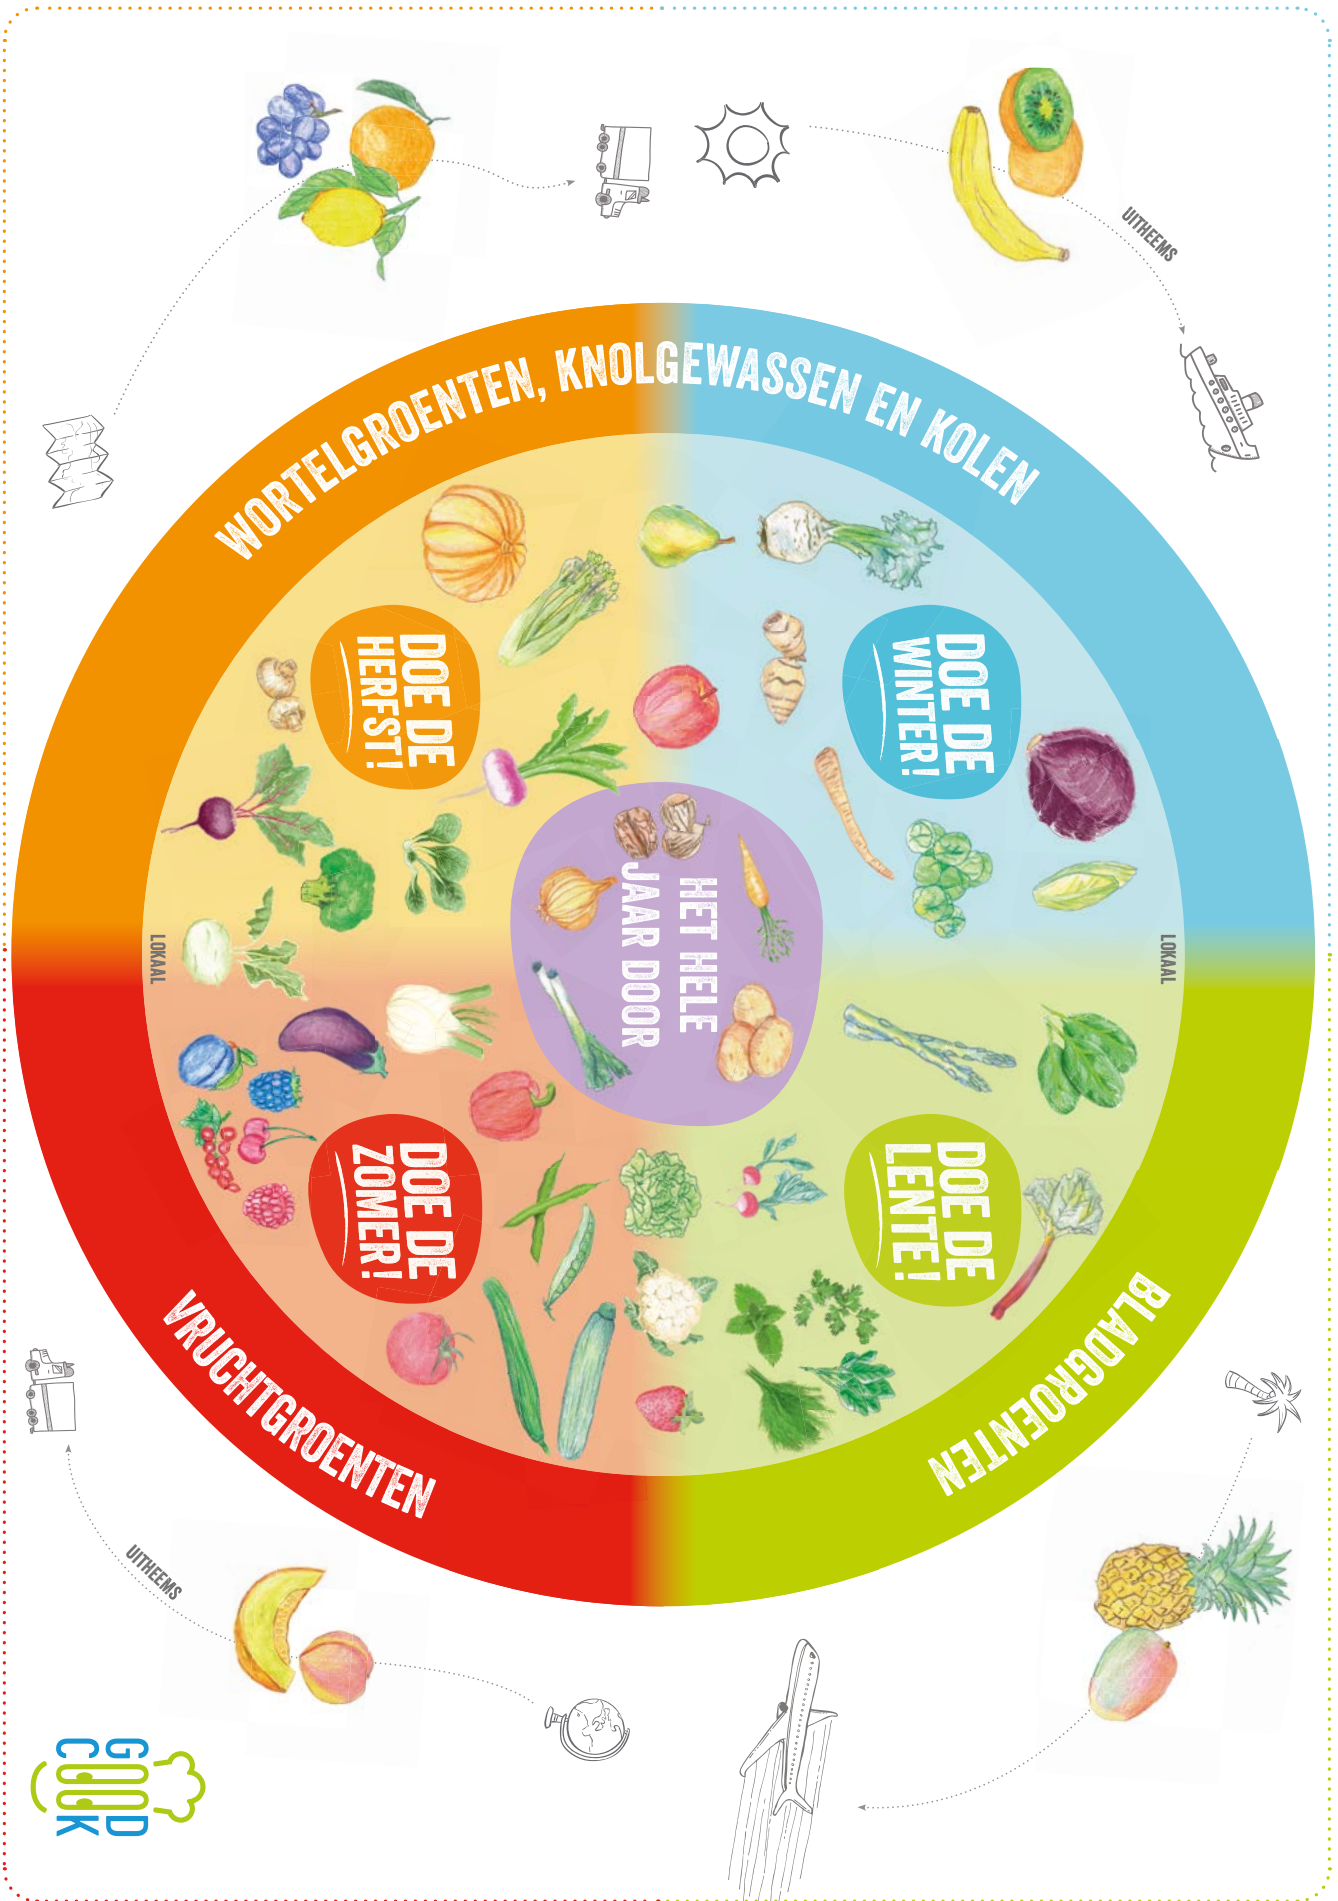 WORTELGROENTEN, KNOLGEWASSEN EN KOLEN
BLADGROENTEN
VRUCHTGROENTEN
DOE DE
WINTER!
DOE DE
LENTE!
DOE DE
HERFST!
DOE DE
ZOMER!
HET HELE
JAAR DOOR
LOKAAL
LOKAAL
UITHEEMS
UITHEEMS
GOOD
COOK